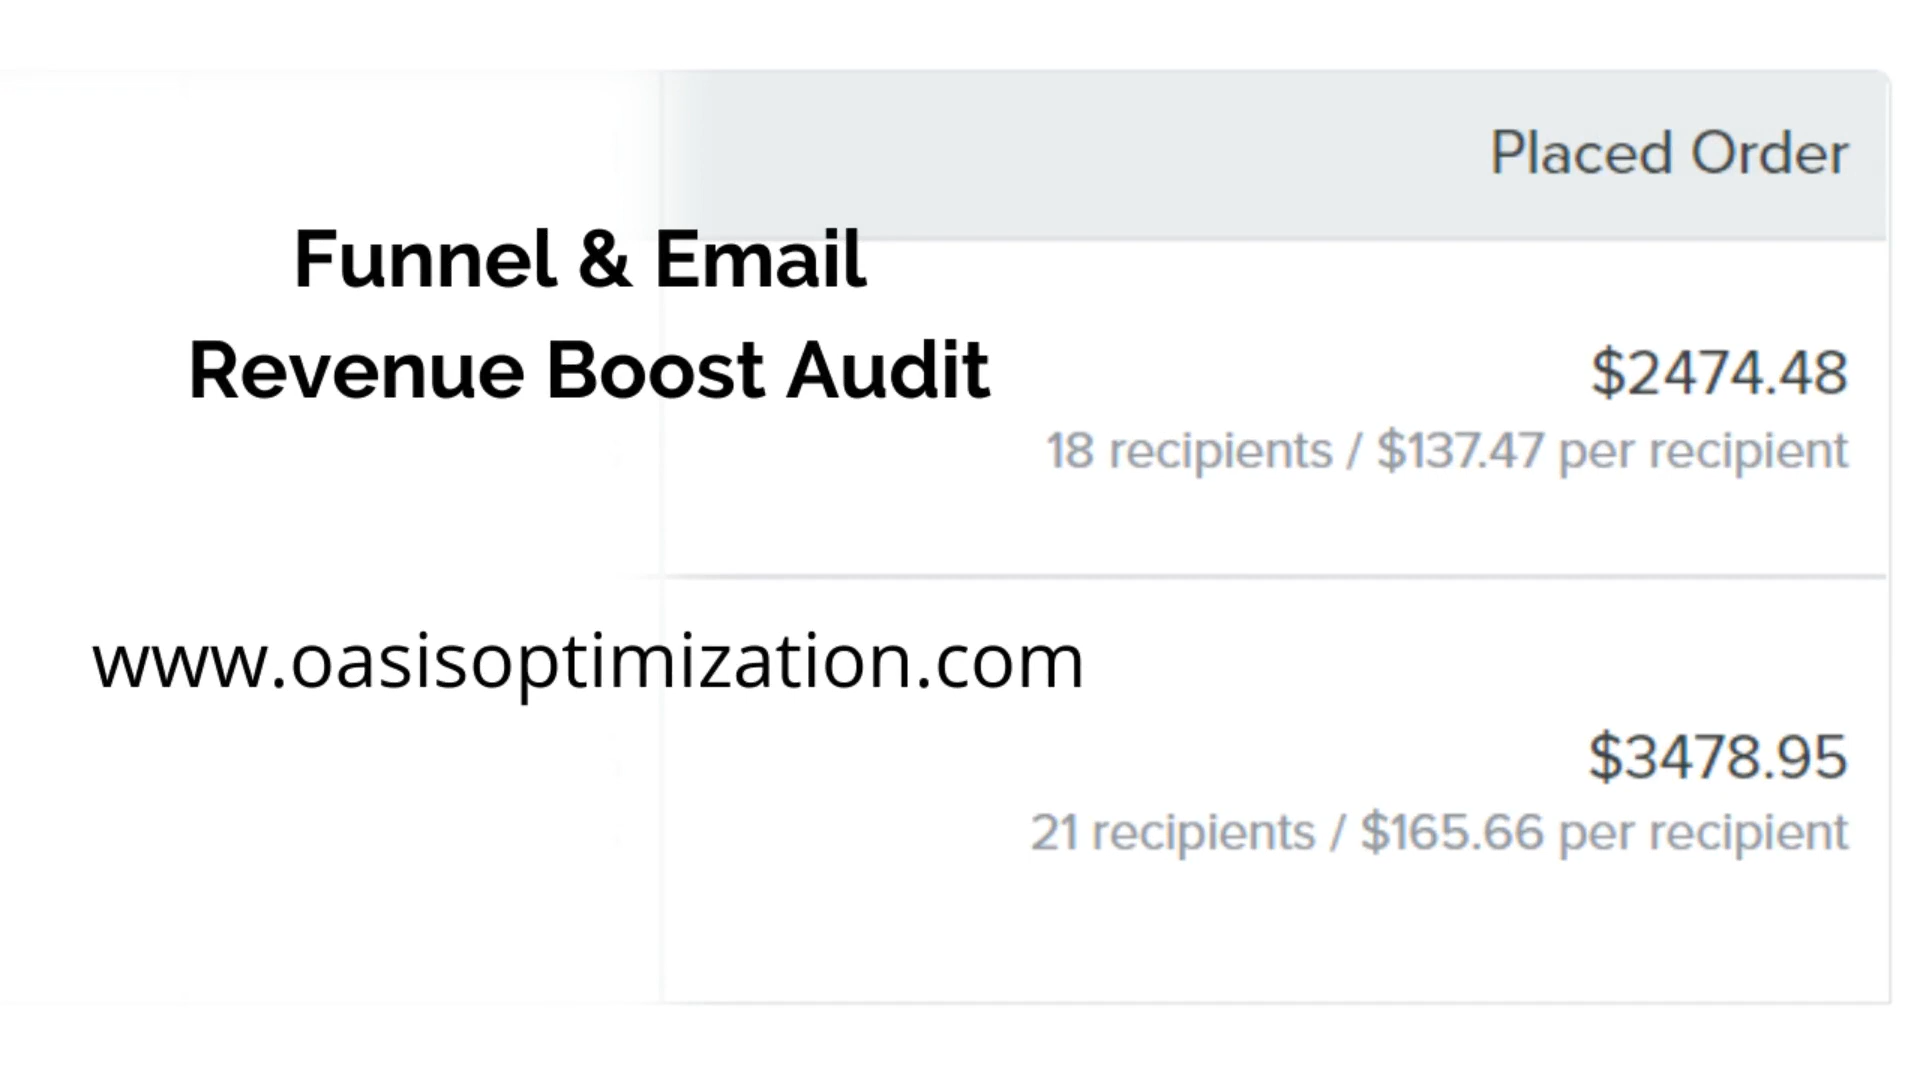 Placed Order
Funnel & Email
Revenue Boost Audit
$2474.48
18 recipients / $137.47 per recipient
www.oasisoptimization.com
$3478.95
21 recipients / $165.66 per recipient